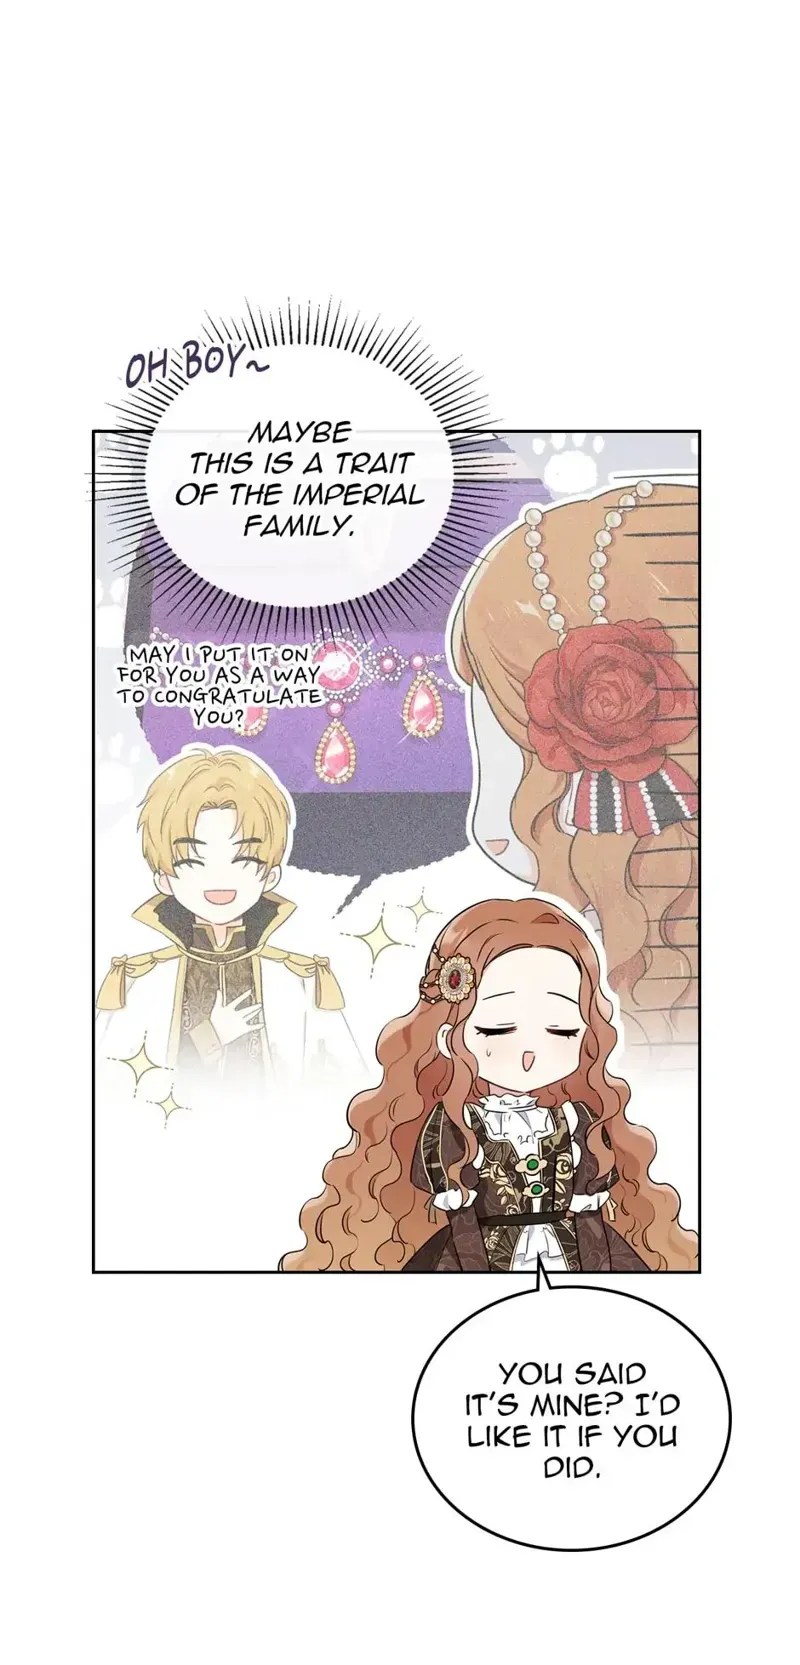 OH BOY~
MAYBE
THIS IS A TRAIT
OF THE IMPERIAL
FAMILY.
MAY I PUT IT ON
FOR YOU AS A WAY
TO CONGRATULATE
YOU?
YOU SAID
IT'S MINE? I'D
LIKE IT IF YOU
DID.